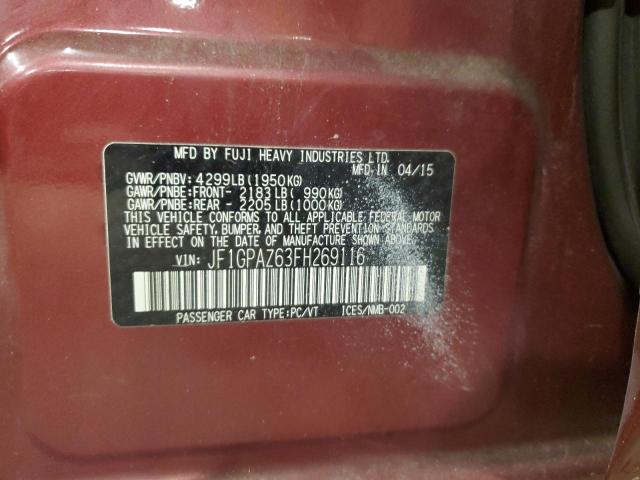 MFD BY FUJI HEAVY INDUSTRIES LTD.
MFD-IN 04/15
GVWR/PNBV: 4299LB(1950KG)
GAWR/PNBE:FRONT- 2183LB( 990KG)
GAWR/PNBE:REAR - 2205LB(1000KG)
THIS VEHICLE CONFORMS TO ALL APPLICABLE FEDERAL MOTOR
VEHICLE SAFETY, BUMPER, AND THEFT PREVENTION STANDARDS
IN EFFECT ON THE DATE OF MANUFACTURE SHOWN ABOVE.
VIN: JF1GPAZ63FH269116
PASSENGER CAR TYPE:PC/VT ICES/NMB-002